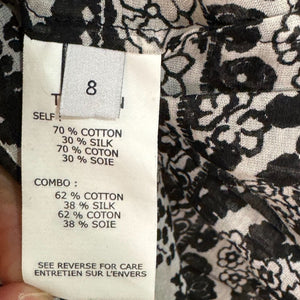 8
SELF :
70 % COTTON
30 % SILK
70 % COTON
30 % SOIE
COMBO :
62 % COTTON
38 % SILK
62 % COTON
38 % SOIE
SEE REVERSE FOR CARE
ENTRETIEN SUR L'ENVERS